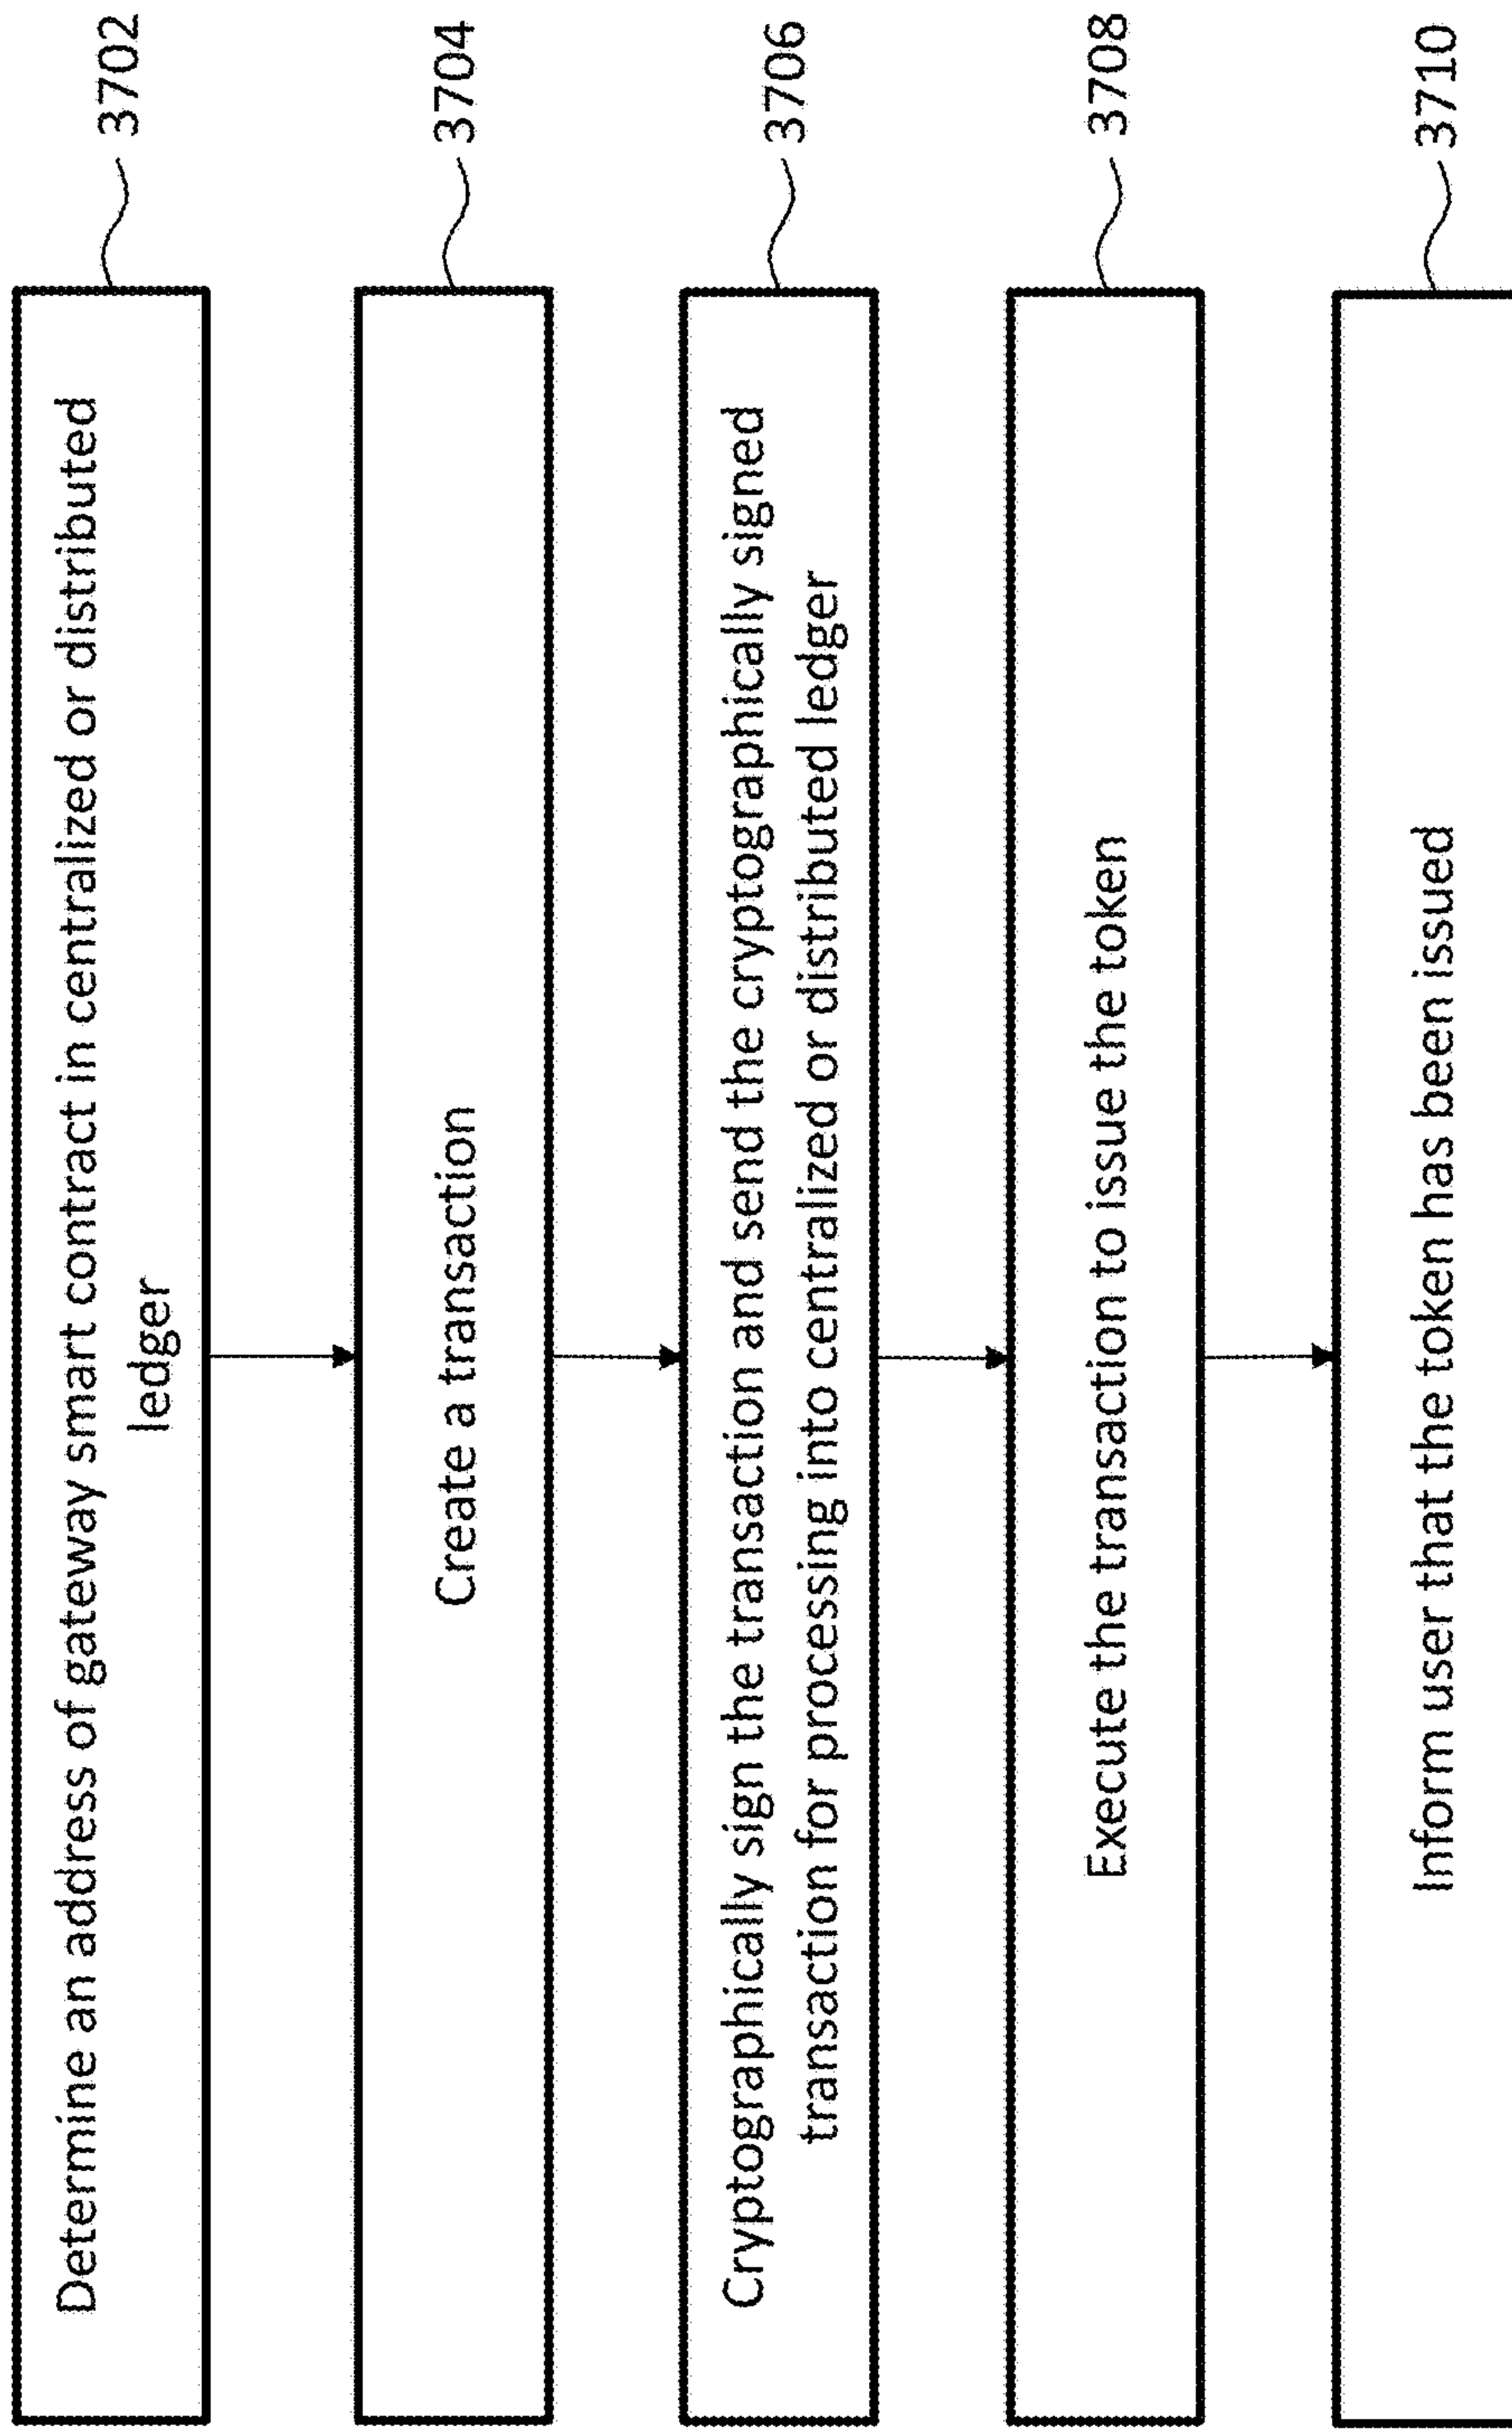 Determine an address of gateway smart contract in centralized or distributed
ledger
3702
Create a transaction
3704
Cryptographically sign the transaction and send the cryptographically signed
transaction for processing into centralized or distributed ledger
3706
Execute the transaction to issue the token
3708
Inform user that the token has been issued
3710